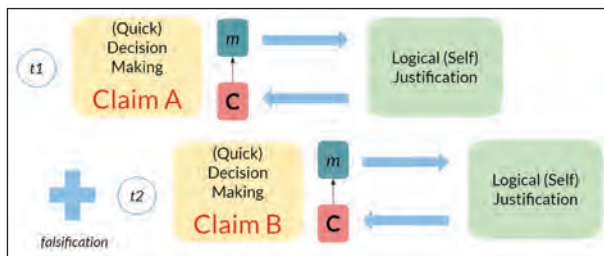 t1
(Quick)
Decision
Making
Claim A
m
C
Logical (Self)
Justification
falsification
t2
(Quick)
Decision
Making
Claim B
m
C
Logical (Self)
Justification